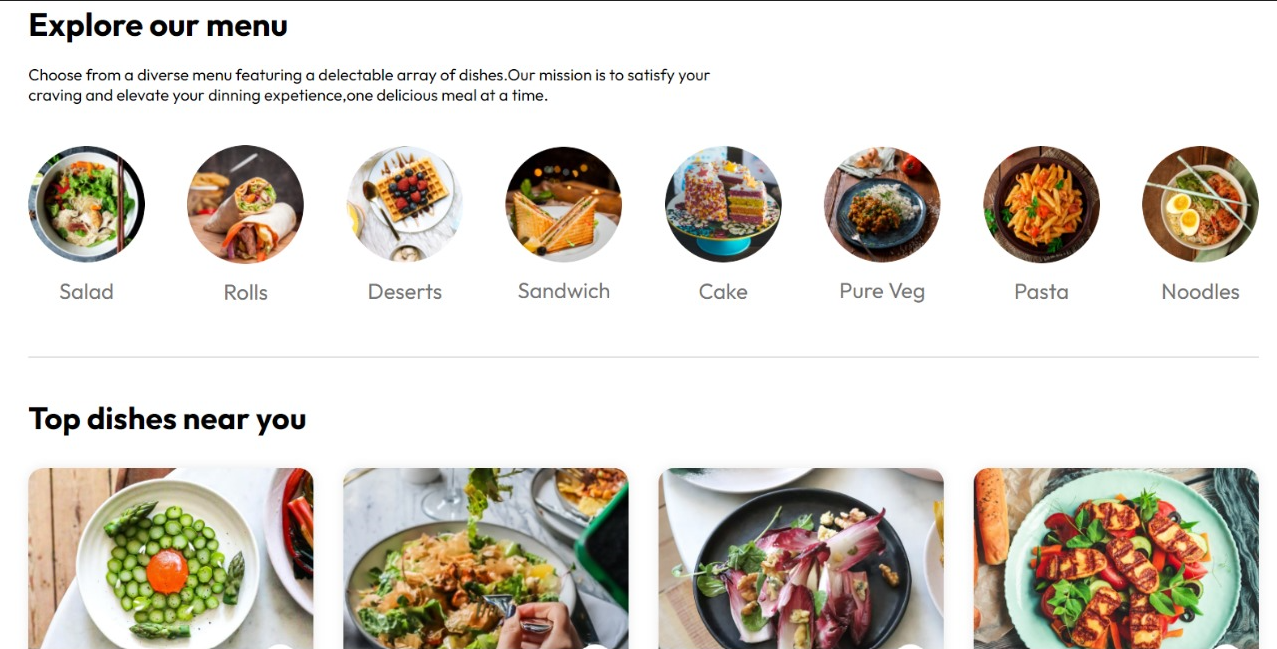 Explore our menu
Choose from a diverse menu featuring a delectable array of dishes.Our mission is to satisfy your
craving and elevate your dinning expetience,one delicious meal at a time.
Salad
Rolls
Deserts
Sandwich
Cake
Pure Veg
Pasta
Noodles
Top dishes near you